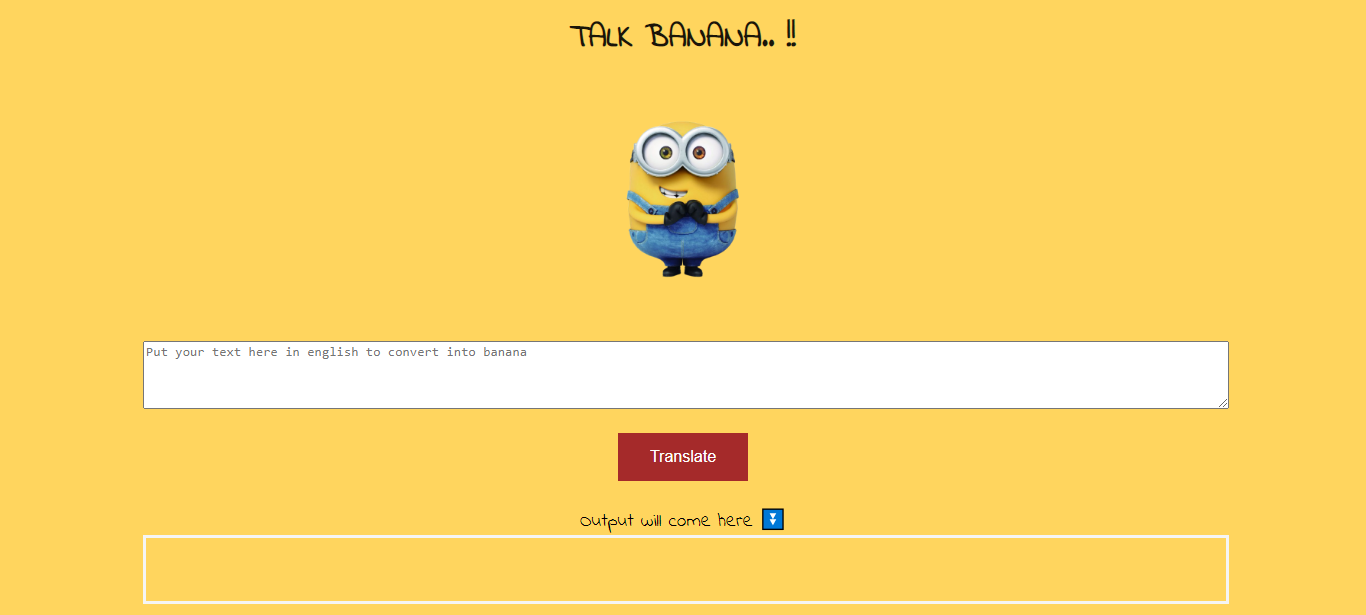 TALK BANANA.. !!
Put your text here in english to convert into banana
Translate
Output will come here ⏬